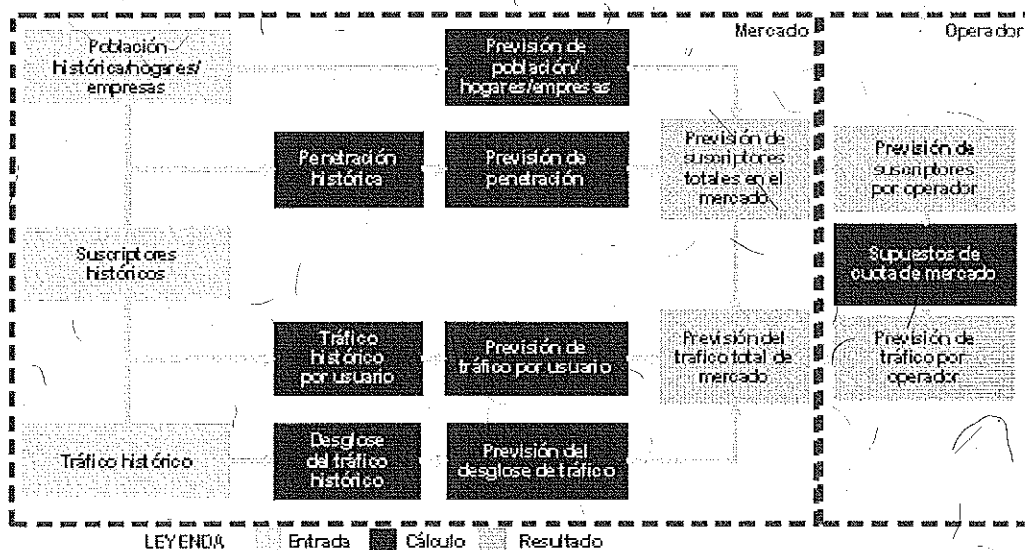 Mercado
Operador
Población
histórica/hogares/
empresas
Previsión de
población/
hogares/empresas
Penetración
histórica
Previsión de
penetración
Previsión de
suscriptores
totales en el
mercado
Previsión de
suscriptores
por operador
Suscriptores
históricos
Supuestos de
cuota de mercado
Tráfico
histórico
por usuario
Previsión de
tráfico por usuario
Previsión del
tráfico total de
mercado
Previsión de
tráfico por
operador
Tráfico histórico
Desglose
del tráfico
histórico
Previsión del
desglose de tráfico
LEYENDA Entrada Cálculo Resultado